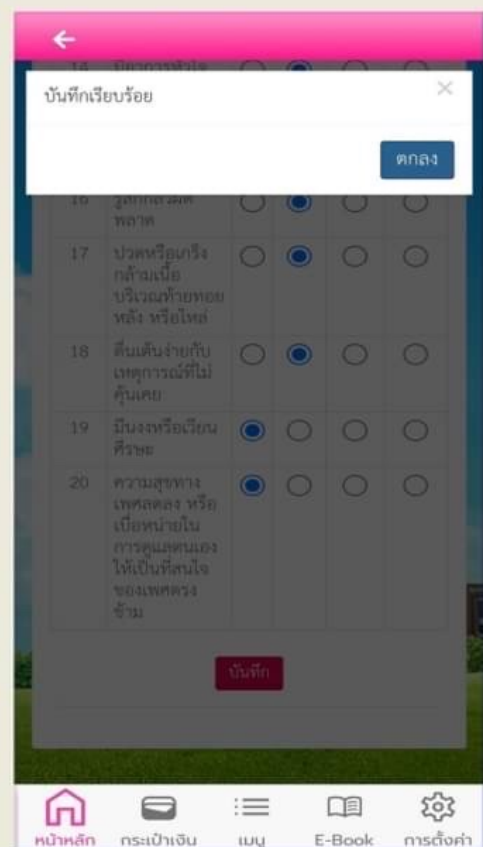 14 มีอาการหัวใจ
บันทึกเรียบร้อย ×
ตกลง
16
พลาด
17 ปวดหรือเกร็ง
กล้ามเนื้อ
บริเวณท้ายทอย
หลัง หรือไหล่
18 ตื่นเต้นง่ายกับ
เหตุการณ์ที่ไม่
คุ้นเคย
19 มึนงงหรือเวียน
ศีรษะ
20 ความสุขทาง
เพศลดลง หรือ
เบื่อหน่ายใน
การดูแลตนเอง
ให้เป็นที่สนใจ
ของเพศตรง
ข้าม
บันทึก
หน้าหลัก กระเป๋าเงิน เมนู E-Book การตั้งค่า